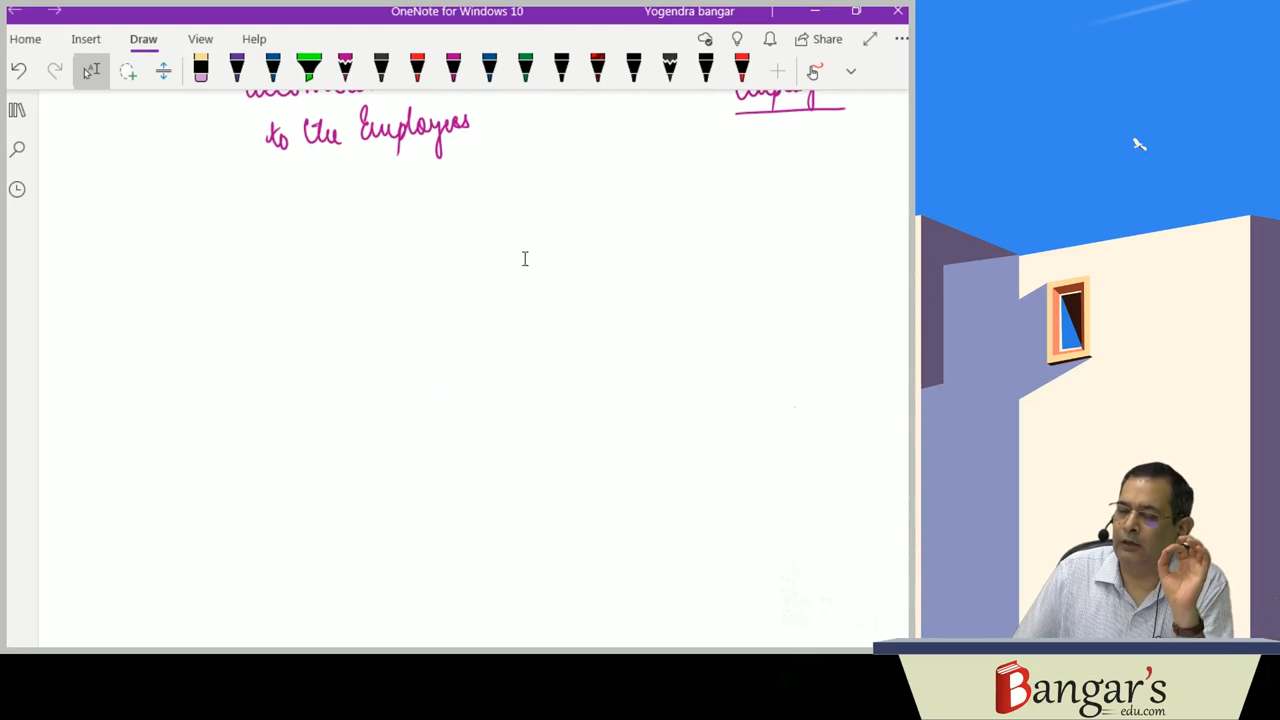 OneNote for Windows 10
Yogendra bangar
Home
Insert
Draw
View
Help
Share
to the Employees
Bangar's
edu.com